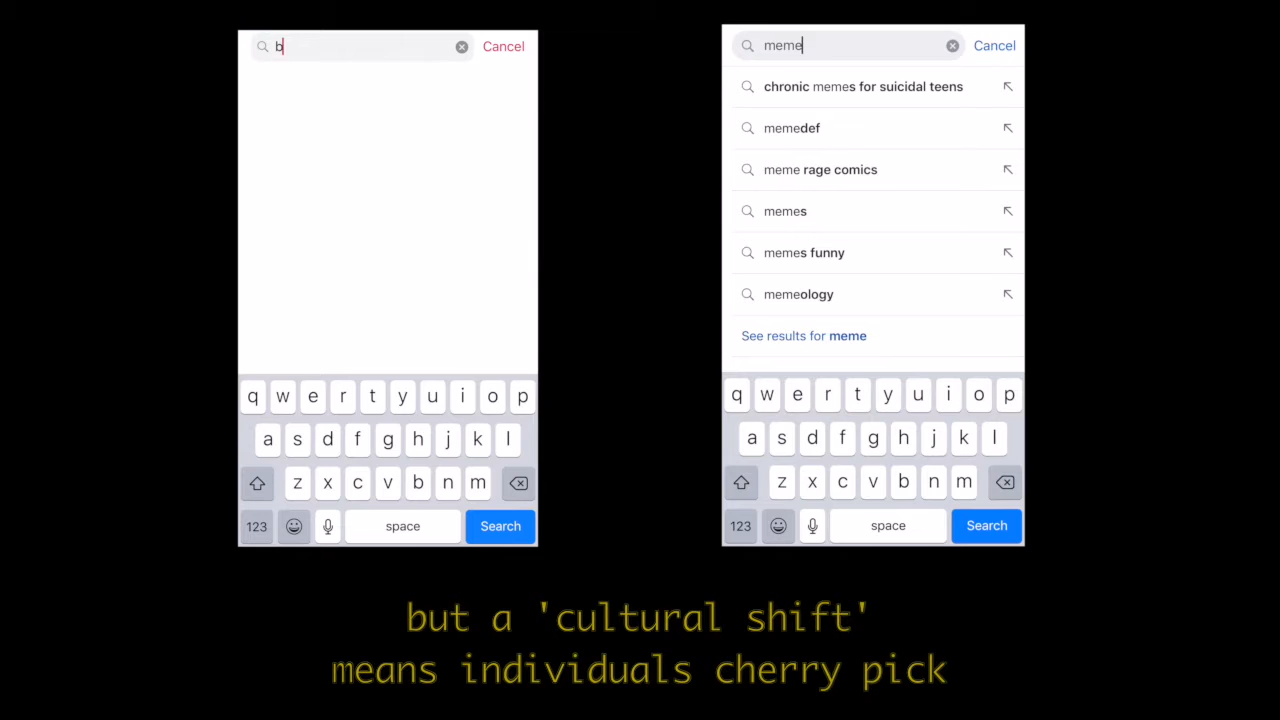 b
Cancel
q w e r t y u i o p
a s d f g h j k l
z x c v b n m
123 space Search
meme
Cancel
chronic memes for suicidal teens
memedef
meme rage comics
memes
memes funny
memeology
See results for meme
q w e r t y u i o p
a s d f g h j k l
z x c v b n m
123 space Search
but a 'cultural shift'
means individuals cherry pick